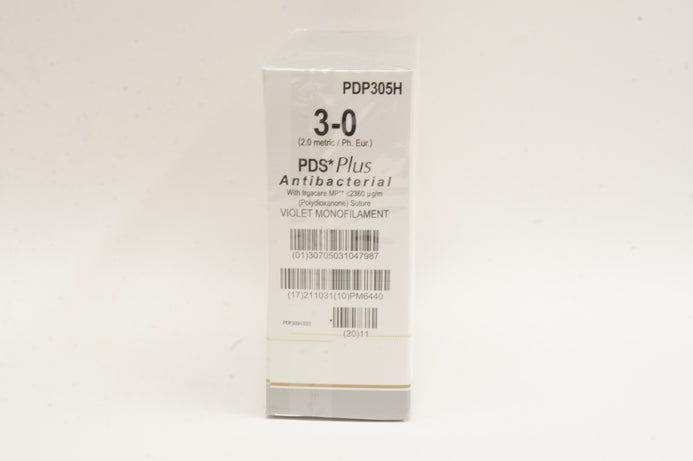 PDP305H
3-0
(2.0 metric / Ph. Eur.)
PDS* Plus
Antibacterial
With Irgacare MP** ≤2360 µg/m
(Polydioxanone) Suture
VIOLET MONOFILAMENT
(01)30705031047987
(17)211031(10)PM6440
(20)11